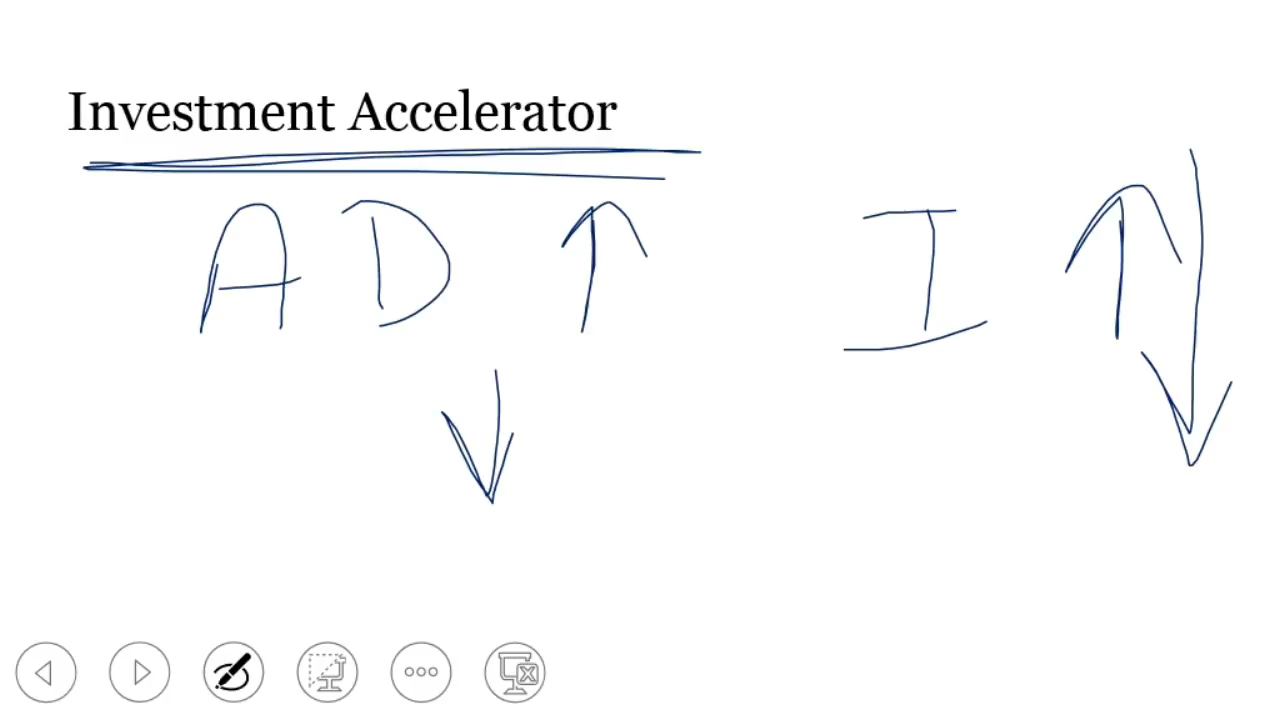 Investment Accelerator
AD ↑ I ↑ ↓
↓